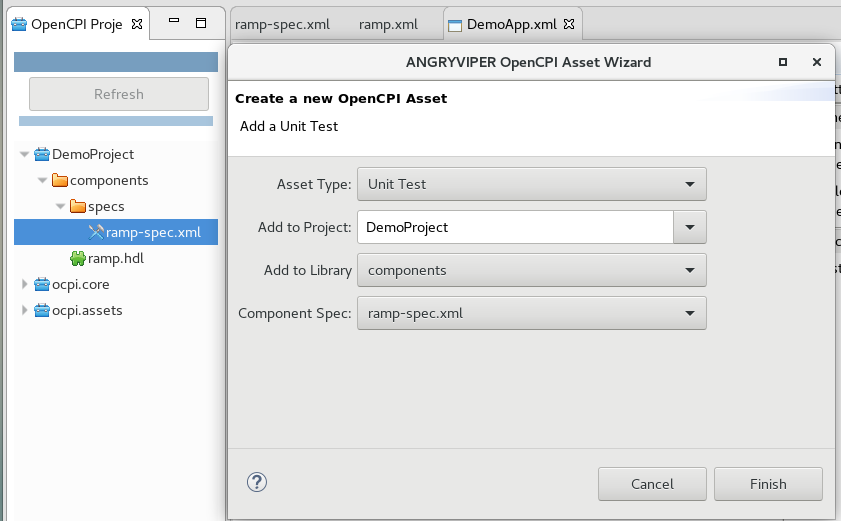 OpenCPI Proje
Refresh
DemoProject
components
specs
ramp-spec.xml
ramp.hdl
ocpi.core
ocpi.assets
ramp-spec.xml
ramp.xml
DemoApp.xml
ANGRYVIPER OpenCPI Asset Wizard
Create a new OpenCPI Asset
Add a Unit Test
Asset Type:
Unit Test
Add to Project:
DemoProject
Add to Library
components
Component Spec:
ramp-spec.xml
?
Cancel
Finish